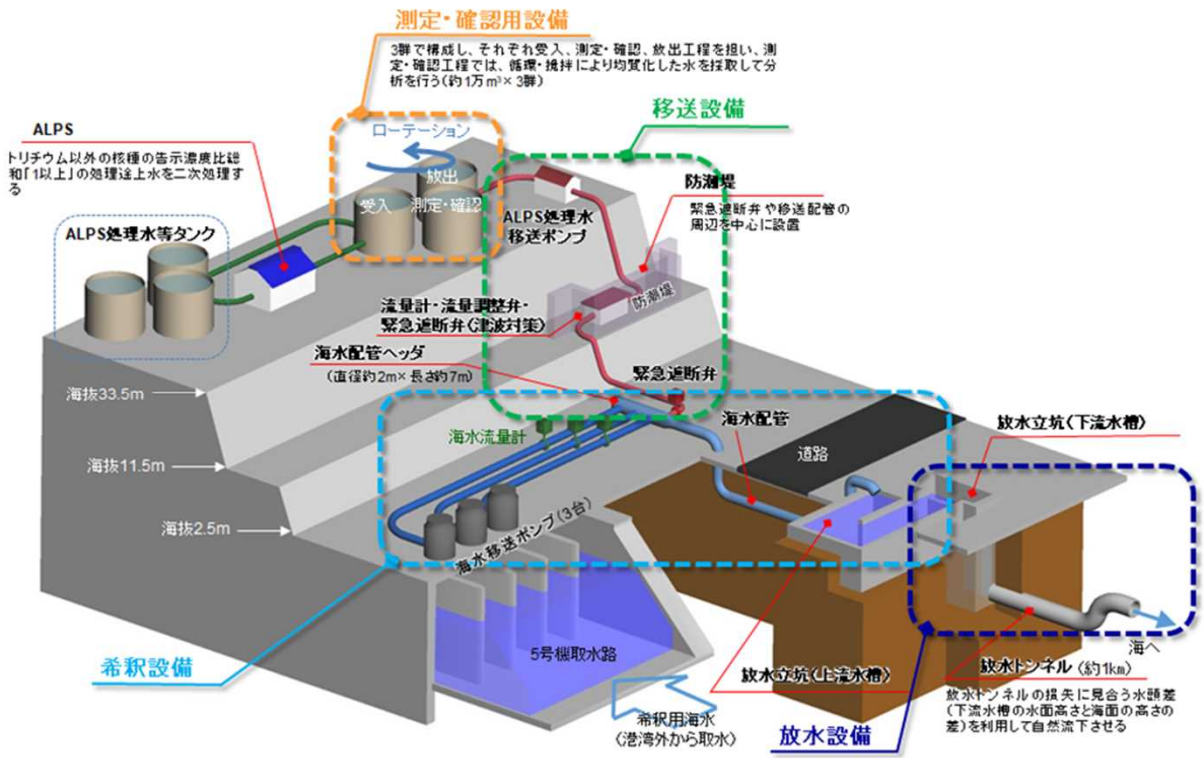 測定・確認用設備
3群で構成し、それぞれ受入、測定・確認、放出工程を担い、測
定・確認工程では、循環・攪拌により均質化した水を採取して分
析を行う(約1万m³×3群)
移送設備
ALPS
トリチウム以外の核種の告示濃度比総
和「1以上」の処理途上水を二次処理す
る
ローテーション
放出
受入
測定・確認
ALPS処理水
移送ポンプ
防潮堤
緊急遮断弁や移送配管の
周辺を中心に設置
ALPS処理水等タンク
防潮堤
流量計・流量調整弁・
緊急遮断弁(津波対策)
海水配管ヘッダ
(直径約2m×長さ約7m)
緊急遮断弁
海抜33.5m
海水流量計
海水配管
放水立坑(下流水槽)
道路
海抜11.5m
海抜2.5m
海水移送ポンプ(3台)
希釈設備
5号機取水路
放水立坑(上流水槽)
海へ
放水トンネル(約1km)
放水トンネルの損失に見合う水頭差
(下流水槽の水面高さと海面の高さの
差)を利用して自然流下させる
希釈用海水
(港湾外から取水)
放水設備